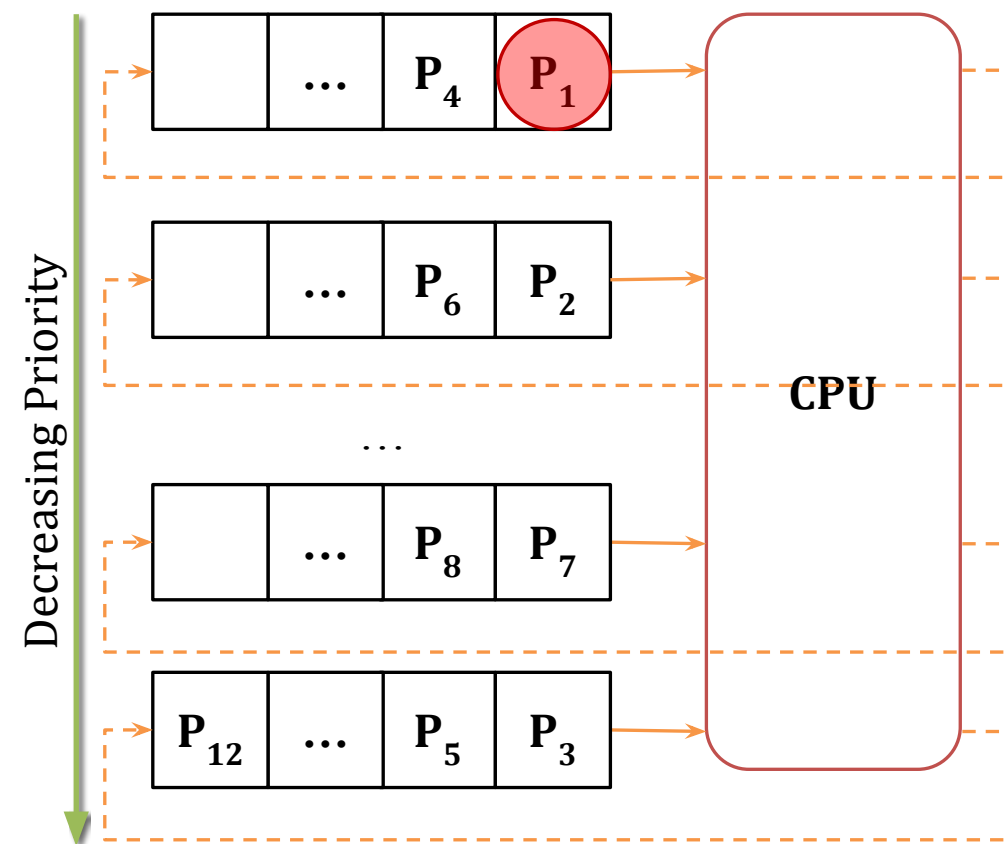 ... P₄ P₁
... P₆ P₂
CPU
...
... P₈ P₇
P₁₂ ... P₅ P₃
Decreasing Priority